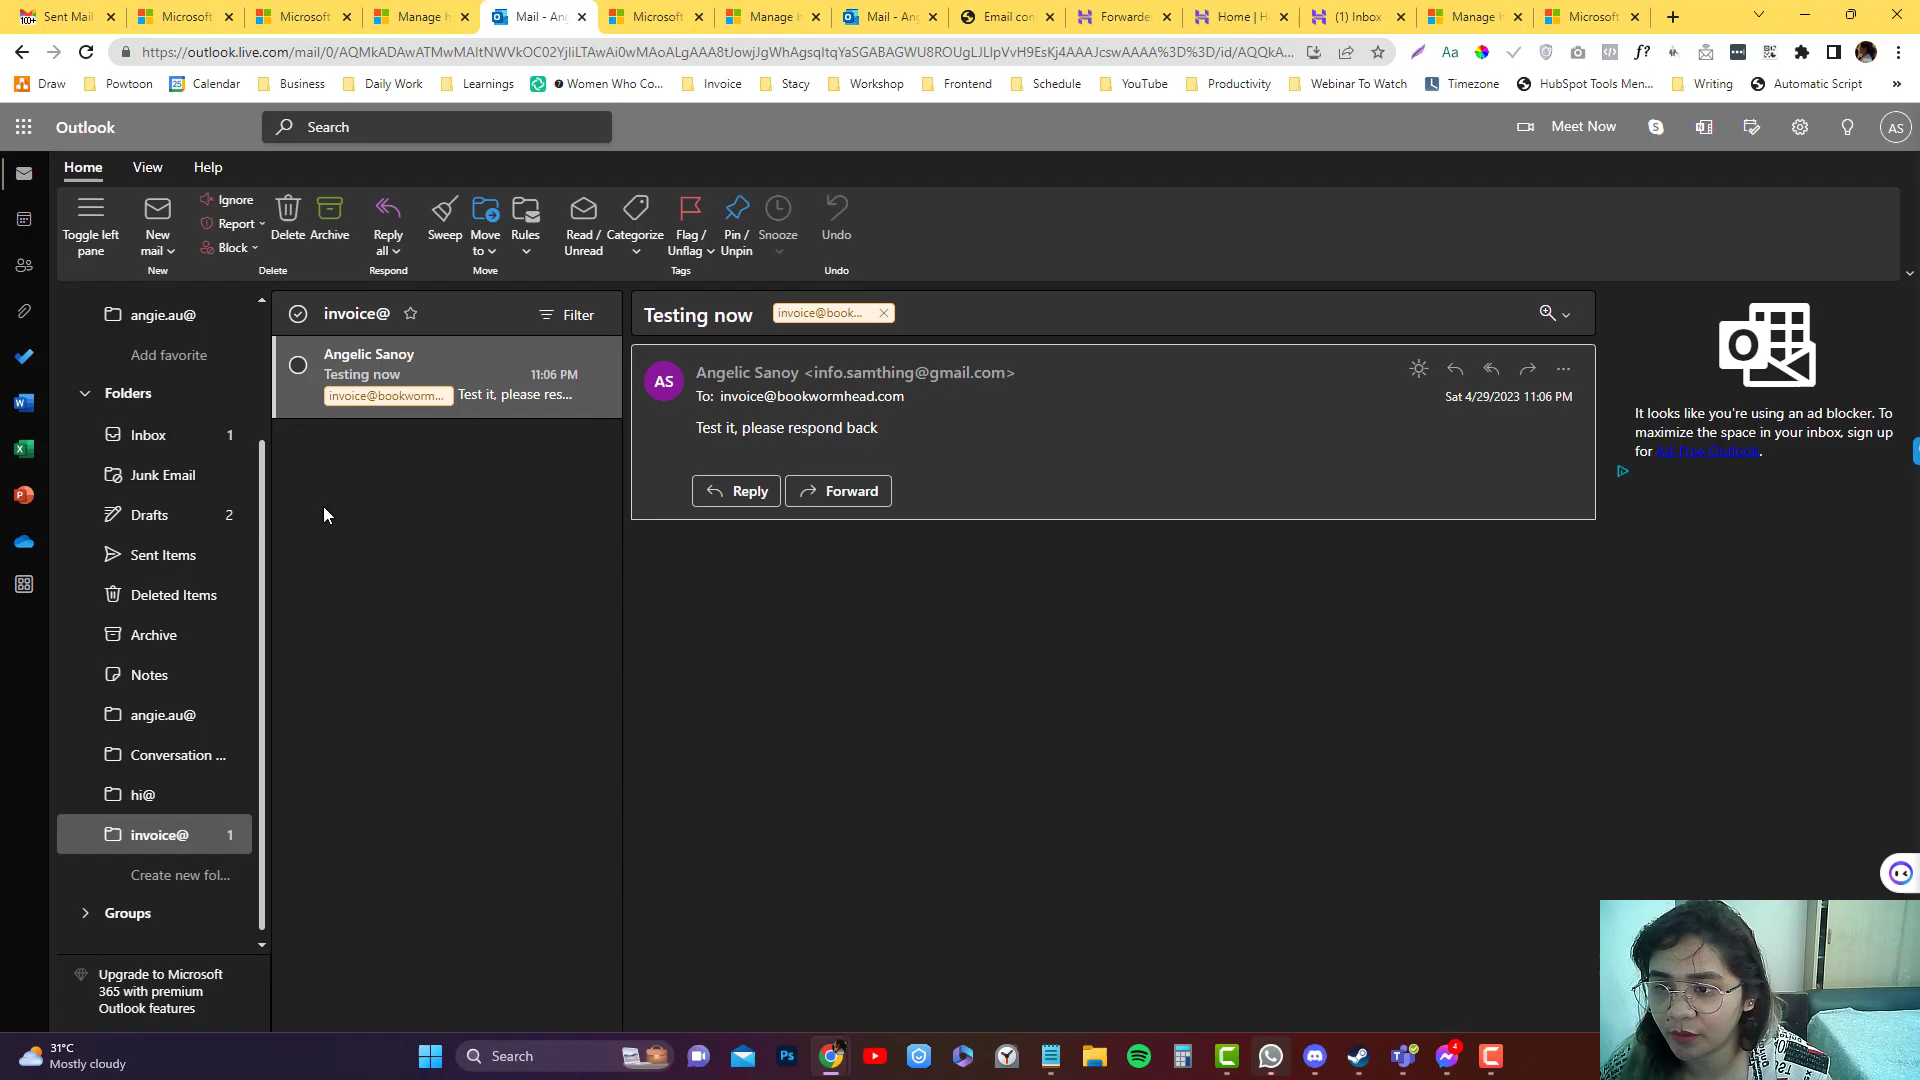 Sent Mail
Microsoft
Microsoft
Manage h
Mail - Ang
Microsoft
Manage h
Mail - Ang
Email con
Forwarde
Home | H
(1) Inbox -
Manage h
Microsoft
https://outlook.live.com/mail/0/
Draw
Powtoon
Calendar
Business
Daily Work
Learnings
Women Who Co...
Invoice
Stacy
Workshop
Frontend
Schedule
YouTube
Productivity
Webinar To Watch
Timezone
HubSpot Tools Men...
Writing
Automatic Script
Outlook
Search
Meet Now
AS
Home
View
Help
Toggle left pane
New mail
New
Ignore
Report
Block
Delete
Archive
Delete
Reply all
Respond
Sweep
Move to
Rules
Move
Read / Unread
Categorize
Flag / Unflag
Pin / Unpin
Snooze
Tags
Undo
Undo
angie.au@
Add favorite
Folders
Inbox 1
Junk Email
Drafts 2
Sent Items
Deleted Items
Archive
Notes
angie.au@
Conversation ...
hi@
invoice@ 1
Create new fol...
Groups
Upgrade to Microsoft
365 with premium
Outlook features
invoice@
Filter
Angelic Sanoy
Testing now 11:06 PM
invoice@bookworm... Test it, please res...
Testing now
invoice@book...
AS
Angelic Sanoy <info.samthing@gmail.com>
To: invoice@bookwormhead.com
Sat 4/29/2023 11:06 PM
Test it, please respond back
Reply
Forward
It looks like you're using an ad blocker. To
maximize the space in your inbox, sign up
for Ad-Free Outlook.
31°C
Mostly cloudy
Search
4